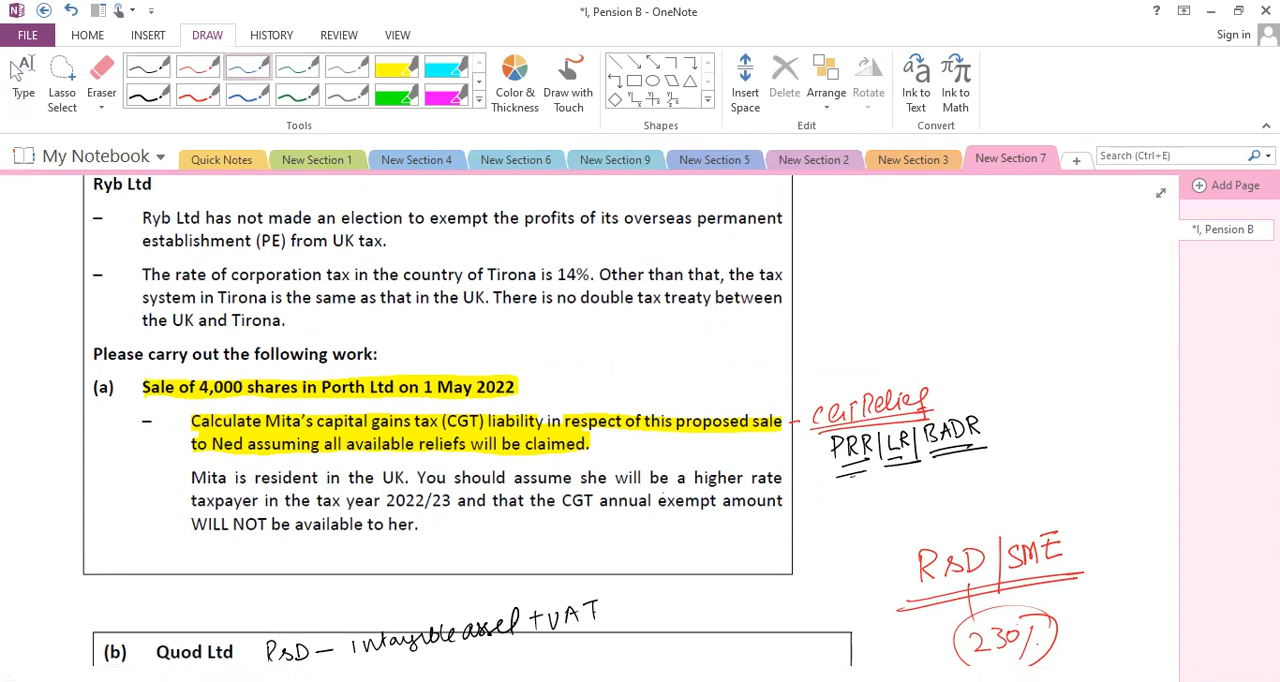 *I, Pension B - OneNote
?
FILE HOME INSERT DRAW HISTORY REVIEW VIEW
Sign in
Type
Lasso Select
Eraser
Color & Thickness
Draw with Touch
Insert Space
Delete
Arrange
Rotate
Ink to Text
Ink to Math
Tools
Shapes
Edit
Convert
My Notebook
Quick Notes
New Section 1
New Section 4
New Section 6
New Section 9
New Section 5
New Section 2
New Section 3
New Section 7
+
Search (Ctrl+E)
Add Page
*I, Pension B
Ryb Ltd
– Ryb Ltd has not made an election to exempt the profits of its overseas permanent
establishment (PE) from UK tax.
– The rate of corporation tax in the country of Tirona is 14%. Other than that, the tax
system in Tirona is the same as that in the UK. There is no double tax treaty between
the UK and Tirona.
Please carry out the following work:
(a) Sale of 4,000 shares in Porth Ltd on 1 May 2022
– Calculate Mita's capital gains tax (CGT) liability in respect of this proposed sale
to Ned assuming all available reliefs will be claimed.
– CGT Relief
PRR | LR | BADR
Mita is resident in the UK. You should assume she will be a higher rate
taxpayer in the tax year 2022/23 and that the CGT annual exempt amount
WILL NOT be available to her.
R&D | SME
230%
(b) Quod Ltd R&D – intangible asset + VAT